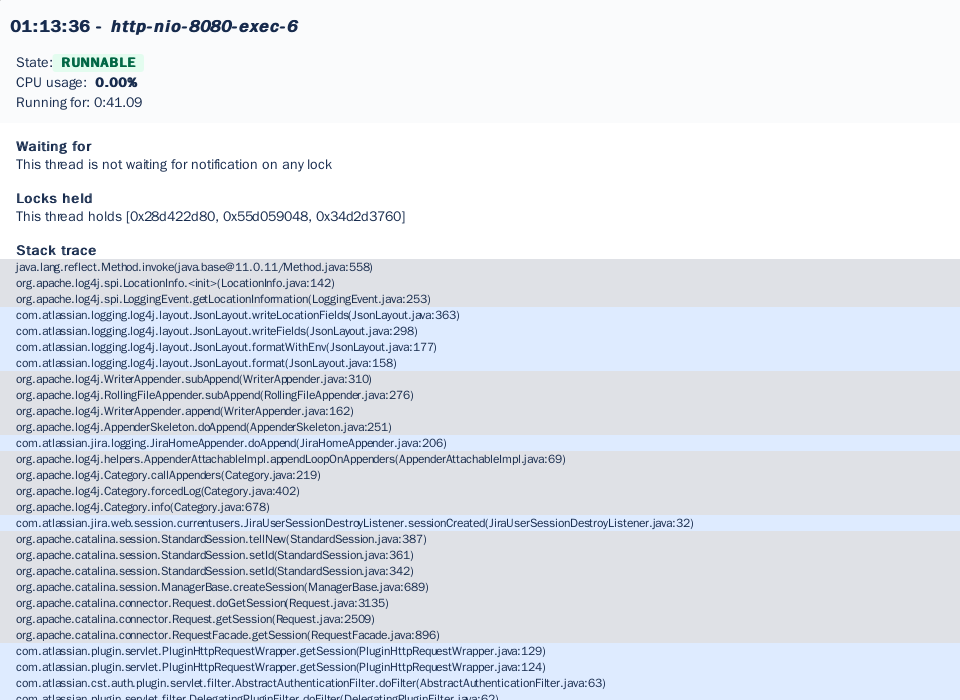 01:13:36 - http-nio-8080-exec-6
State: RUNNABLE
CPU usage: 0.00%
Running for: 0:41.09
Waiting for
This thread is not waiting for notification on any lock
Locks held
This thread holds [0x28d422d80, 0x55d059048, 0x34d2d3760]
Stack trace
java.lang.reflect.Method.invoke(java.base@11.0.11/Method.java:558)
org.apache.log4j.spi.LocationInfo.<init>(LocationInfo.java:142)
org.apache.log4j.spi.LoggingEvent.getLocationInformation(LoggingEvent.java:253)
com.atlassian.logging.log4j.layout.JsonLayout.writeLocationFields(JsonLayout.java:363)
com.atlassian.logging.log4j.layout.JsonLayout.writeFields(JsonLayout.java:298)
com.atlassian.logging.log4j.layout.JsonLayout.formatWithEnv(JsonLayout.java:177)
com.atlassian.logging.log4j.layout.JsonLayout.format(JsonLayout.java:158)
org.apache.log4j.WriterAppender.subAppend(WriterAppender.java:310)
org.apache.log4j.RollingFileAppender.subAppend(RollingFileAppender.java:276)
org.apache.log4j.WriterAppender.append(WriterAppender.java:162)
org.apache.log4j.AppenderSkeleton.doAppend(AppenderSkeleton.java:251)
com.atlassian.jira.logging.JiraHomeAppender.doAppend(JiraHomeAppender.java:206)
org.apache.log4j.helpers.AppenderAttachableImpl.appendLoopOnAppenders(AppenderAttachableImpl.java:69)
org.apache.log4j.Category.callAppenders(Category.java:219)
org.apache.log4j.Category.forcedLog(Category.java:402)
org.apache.log4j.Category.info(Category.java:678)
com.atlassian.jira.web.session.currentusers.JiraUserSessionDestroyListener.sessionCreated(JiraUserSessionDestroyListener.java:32)
org.apache.catalina.session.StandardSession.tellNew(StandardSession.java:387)
org.apache.catalina.session.StandardSession.setId(StandardSession.java:361)
org.apache.catalina.session.StandardSession.setId(StandardSession.java:342)
org.apache.catalina.session.ManagerBase.createSession(ManagerBase.java:689)
org.apache.catalina.connector.Request.doGetSession(Request.java:3135)
org.apache.catalina.connector.Request.getSession(Request.java:2509)
org.apache.catalina.connector.RequestFacade.getSession(RequestFacade.java:896)
com.atlassian.plugin.servlet.PluginHttpRequestWrapper.getSession(PluginHttpRequestWrapper.java:129)
com.atlassian.plugin.servlet.PluginHttpRequestWrapper.getSession(PluginHttpRequestWrapper.java:124)
com.atlassian.cst.auth.plugin.servlet.filter.AbstractAuthenticationFilter.doFilter(AbstractAuthenticationFilter.java:63)
com.atlassian.plugin.servlet.filter.DelegatingPluginFilter.doFilter(DelegatingPluginFilter.java:62)